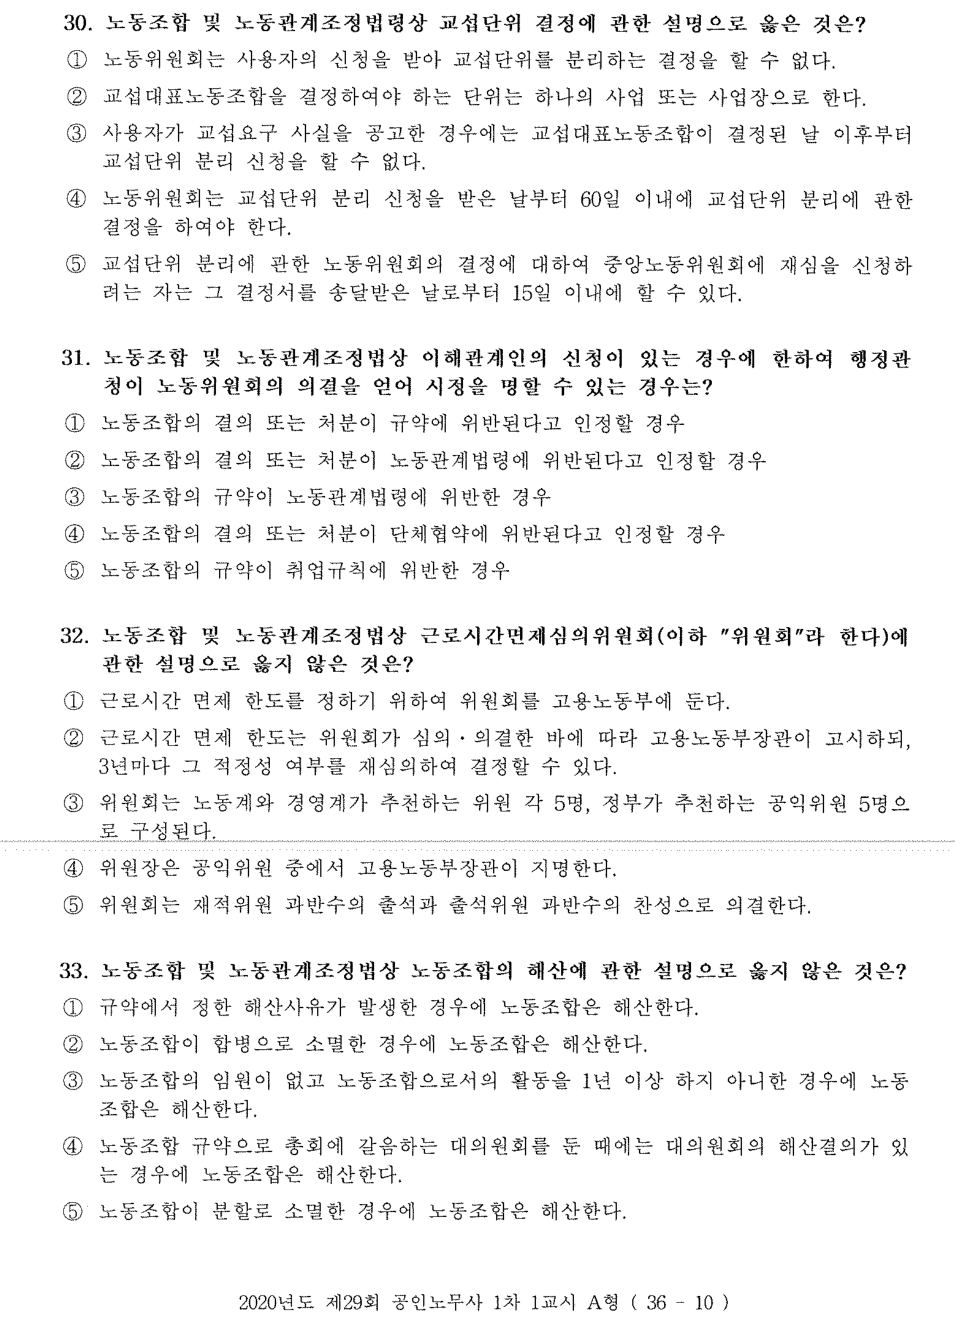 30. 노동조합 및 노동관계조정법령상 교섭단위 결정에 관한 설명으로 옳은 것은?
① 노동위원회는 사용자의 신청을 받아 교섭단위를 분리하는 결정을 할 수 없다.
② 교섭대표노동조합을 결정하여야 하는 단위는 하나의 사업 또는 사업장으로 한다.
③ 사용자가 교섭요구 사실을 공고한 경우에는 교섭대표노동조합이 결정된 날 이후부터
교섭단위 분리 신청을 할 수 없다.
④ 노동위원회는 교섭단위 분리 신청을 받은 날부터 60일 이내에 교섭단위 분리에 관한
결정을 하여야 한다.
⑤ 교섭단위 분리에 관한 노동위원회의 결정에 대하여 중앙노동위원회에 재심을 신청하
려는 자는 그 결정서를 송달받은 날로부터 15일 이내에 할 수 있다.
31. 노동조합 및 노동관계조정법상 이해관계인의 신청이 있는 경우에 한하여 행정관
청이 노동위원회의 의결을 얻어 시정을 명할 수 있는 경우는?
① 노동조합의 결의 또는 처분이 규약에 위반된다고 인정할 경우
② 노동조합의 결의 또는 처분이 노동관계법령에 위반된다고 인정할 경우
③ 노동조합의 규약이 노동관계법령에 위반한 경우
④ 노동조합의 결의 또는 처분이 단체협약에 위반된다고 인정할 경우
⑤ 노동조합의 규약이 취업규칙에 위반한 경우
32. 노동조합 및 노동관계조정법상 근로시간면제심의위원회(이하 "위원회"라 한다)에
관한 설명으로 옳지 않은 것은?
① 근로시간 면제 한도를 정하기 위하여 위원회를 고용노동부에 둔다.
② 근로시간 면제 한도는 위원회가 심의·의결한 바에 따라 고용노동부장관이 고시하되,
3년마다 그 적정성 여부를 재심의하여 결정할 수 있다.
③ 위원회는 노동계와 경영계가 추천하는 위원 각 5명, 정부가 추천하는 공익위원 5명으
로 구성된다.
④ 위원장은 공익위원 중에서 고용노동부장관이 지명한다.
⑤ 위원회는 재적위원 과반수의 출석과 출석위원 과반수의 찬성으로 의결한다.
33. 노동조합 및 노동관계조정법상 노동조합의 해산에 관한 설명으로 옳지 않은 것은?
① 규약에서 정한 해산사유가 발생한 경우에 노동조합은 해산한다.
② 노동조합이 합병으로 소멸한 경우에 노동조합은 해산한다.
③ 노동조합의 임원이 없고 노동조합으로서의 활동을 1년 이상 하지 아니한 경우에 노동
조합은 해산한다.
④ 노동조합 규약으로 총회에 갈음하는 대의원회를 둔 때에는 대의원회의 해산결의가 있
는 경우에 노동조합은 해산한다.
⑤ 노동조합이 분할로 소멸한 경우에 노동조합은 해산한다.
2020년도 제29회 공인노무사 1차 1교시 A형 ( 36 - 10 )